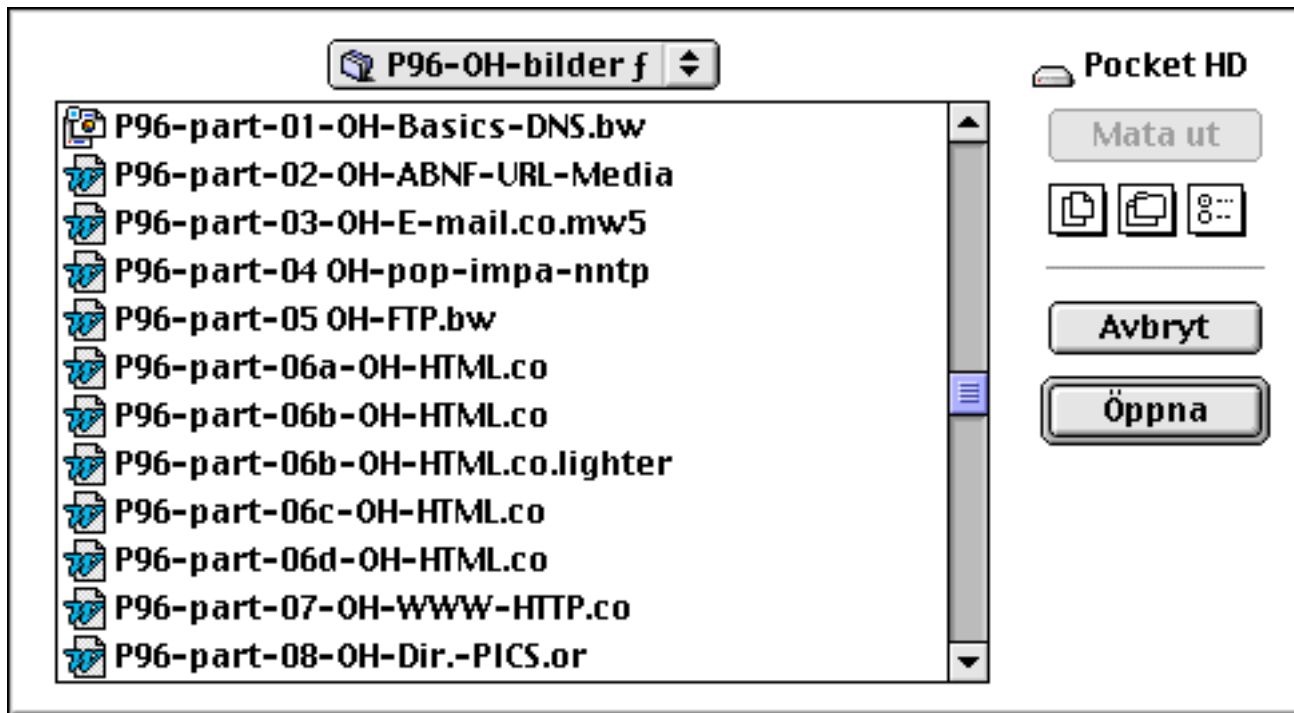 P96-OH-bilder ƒ
P96-part-01-OH-Basics-DNS.bw
P96-part-02-OH-ABNF-URL-Media
P96-part-03-OH-E-mail.co.mw5
P96-part-04 OH-pop-impa-nntp
P96-part-05 OH-FTP.bw
P96-part-06a-OH-HTML.co
P96-part-06b-OH-HTML.co
P96-part-06b-OH-HTML.co.lighter
P96-part-06c-OH-HTML.co
P96-part-06d-OH-HTML.co
P96-part-07-OH-WWW-HTTP.co
P96-part-08-OH-Dir.-PICS.or
Pocket HD
Mata ut
Avbryt
Öppna